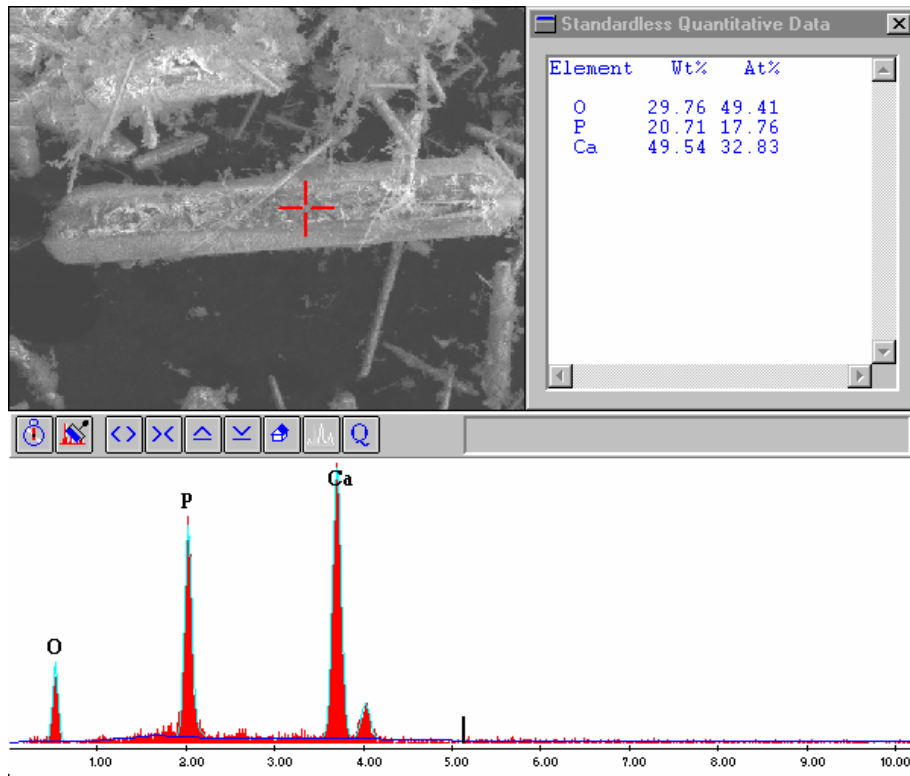 Standardless Quantitative Data
Element Wt% At%
O 29.76 49.41
P 20.71 17.76
Ca 49.54 32.83
Q
Ca
P
O
1.00 2.00 3.00 4.00 5.00 6.00 7.00 8.00 9.00 10.00